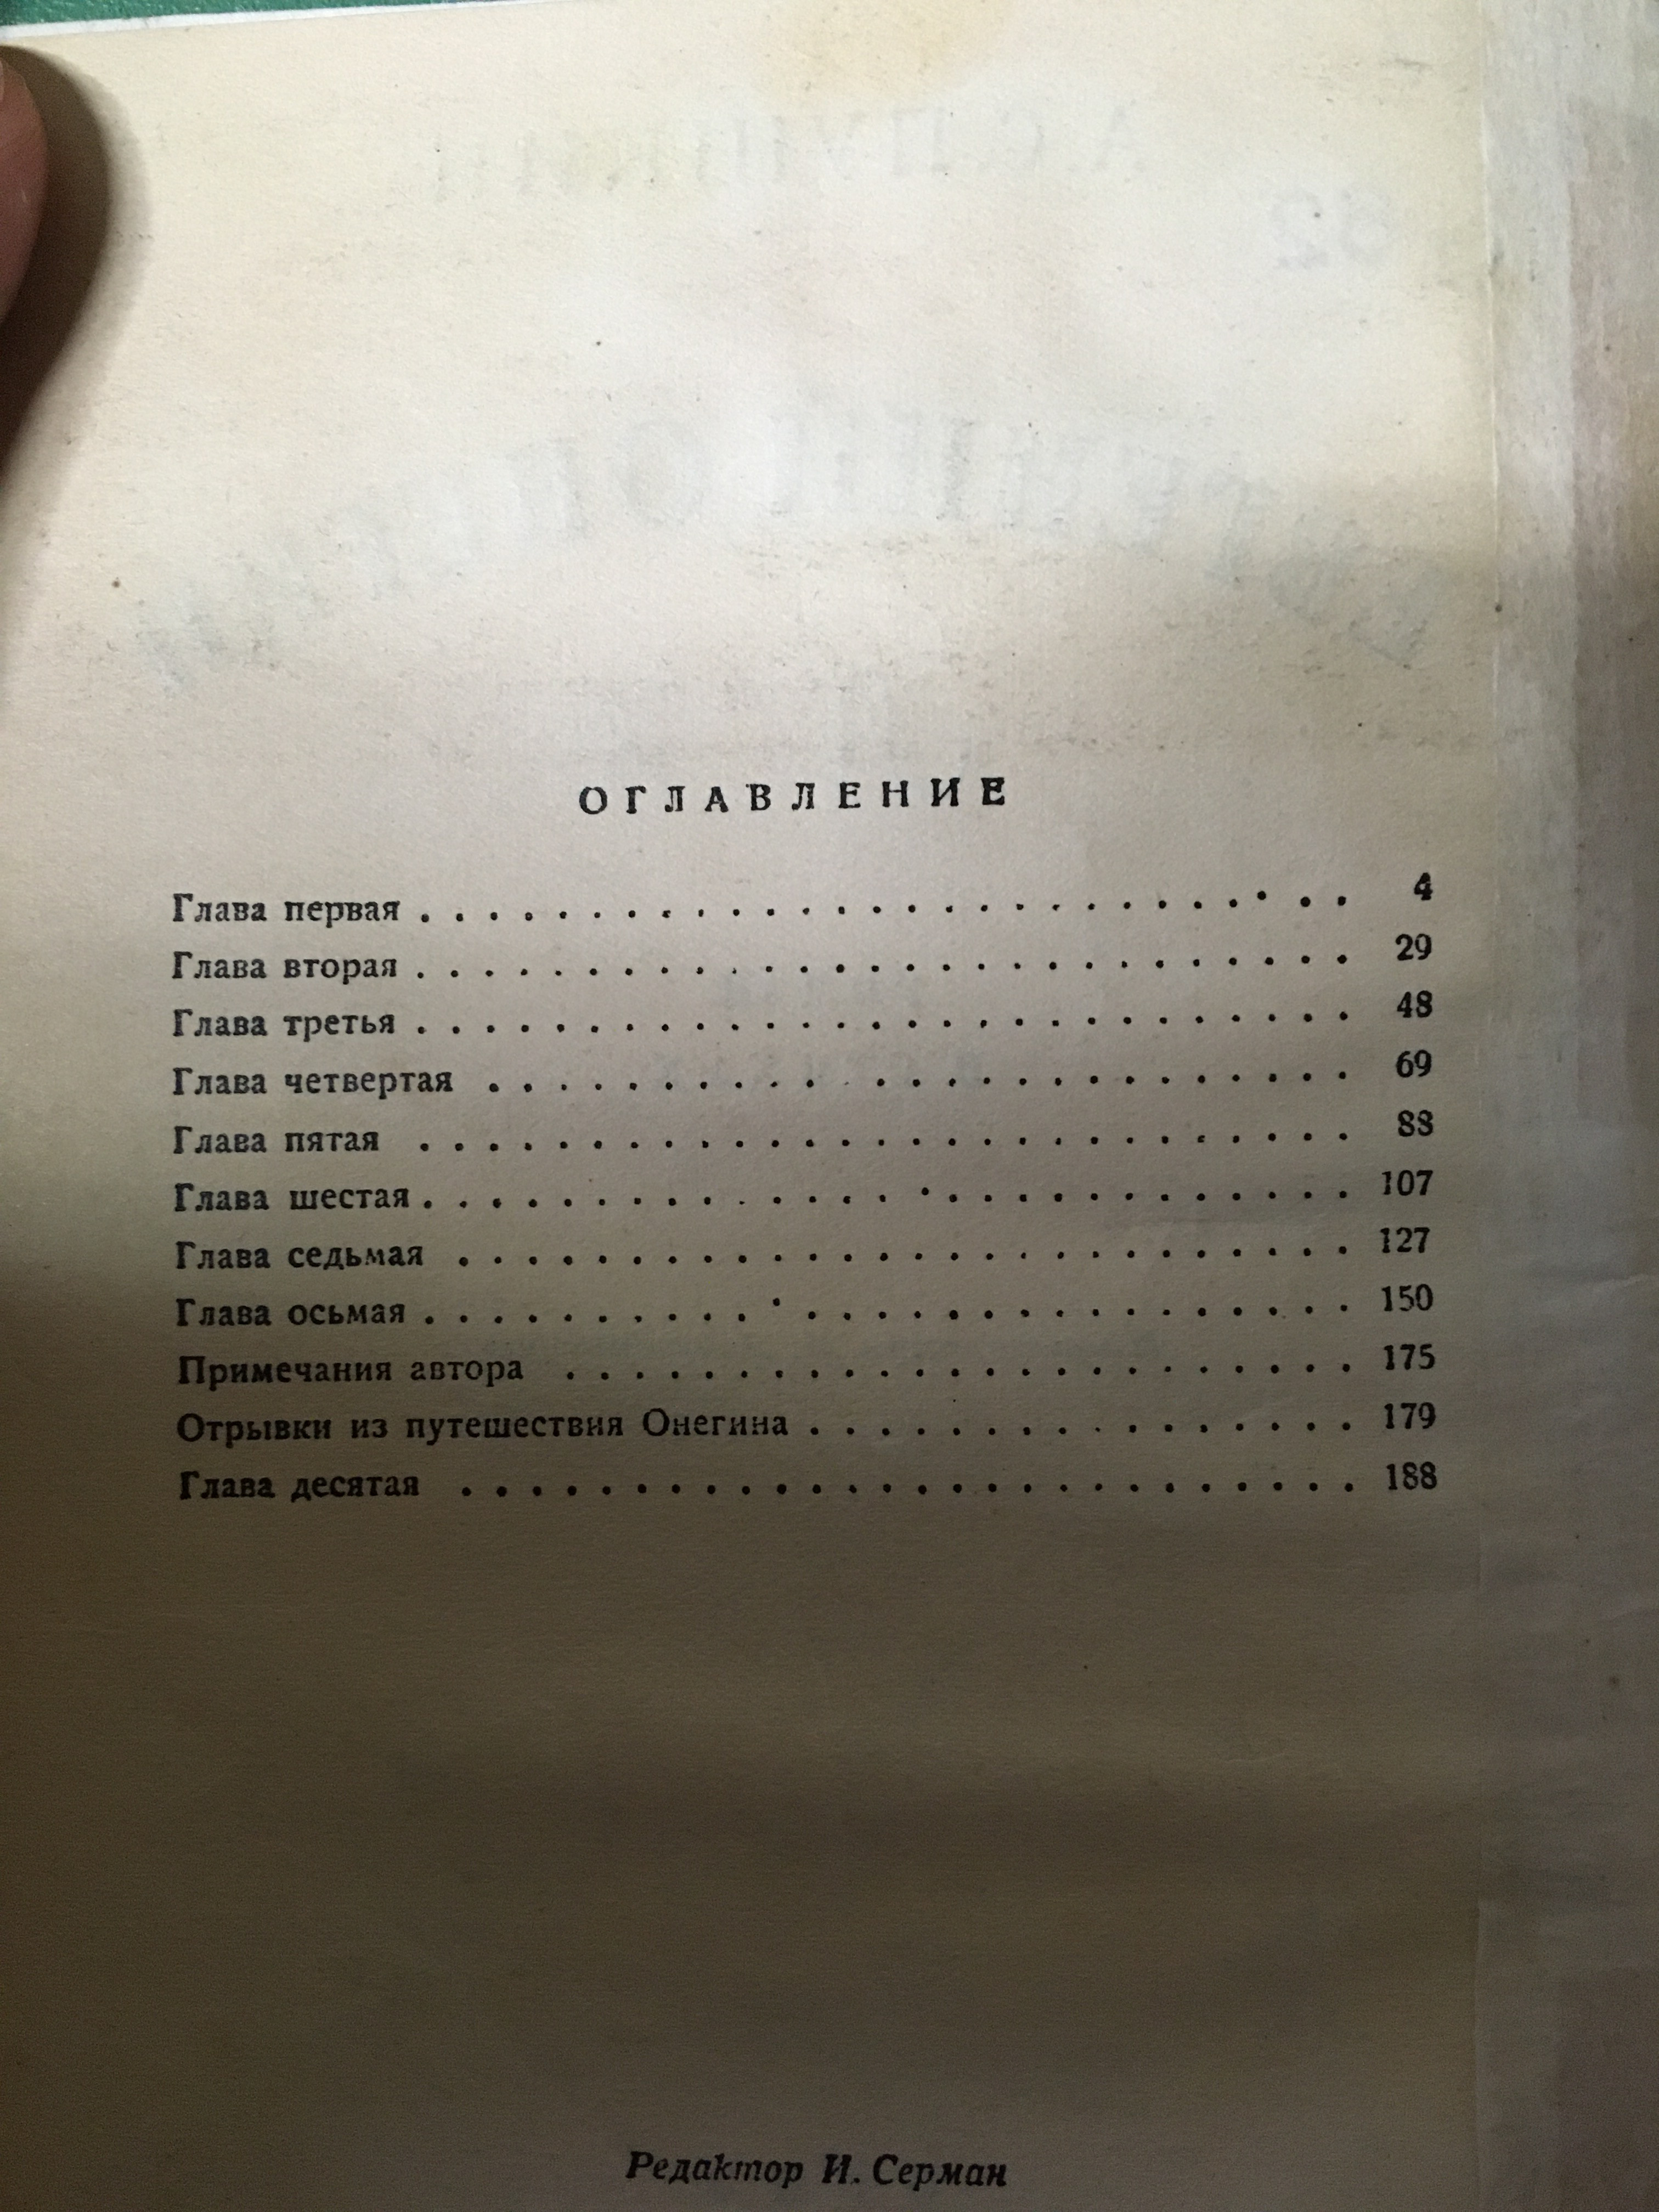 ОГЛАВЛЕНИЕ
Глава первая . . . . . . . . . . . . . . . . . . . . . . . . . . . 4
Глава вторая . . . . . . . . . . . . . . . . . . . . . . . . . . . 29
Глава третья . . . . . . . . . . . . . . . . . . . . . . . . . . . 48
Глава четвертая . . . . . . . . . . . . . . . . . . . . . . . . . 69
Глава пятая . . . . . . . . . . . . . . . . . . . . . . . . . . . 88
Глава шестая . . . . . . . . . . . . . . . . . . . . . . . . . . . 107
Глава седьмая . . . . . . . . . . . . . . . . . . . . . . . . . . 127
Глава осьмая . . . . . . . . . . . . . . . . . . . . . . . . . . . 150
Примечания автора . . . . . . . . . . . . . . . . . . . . . . . 175
Отрывки из путешествия Онегина . . . . . . . . . . . . . . . . 179
Глава десятая . . . . . . . . . . . . . . . . . . . . . . . . . . 188
Редактор И. Серман